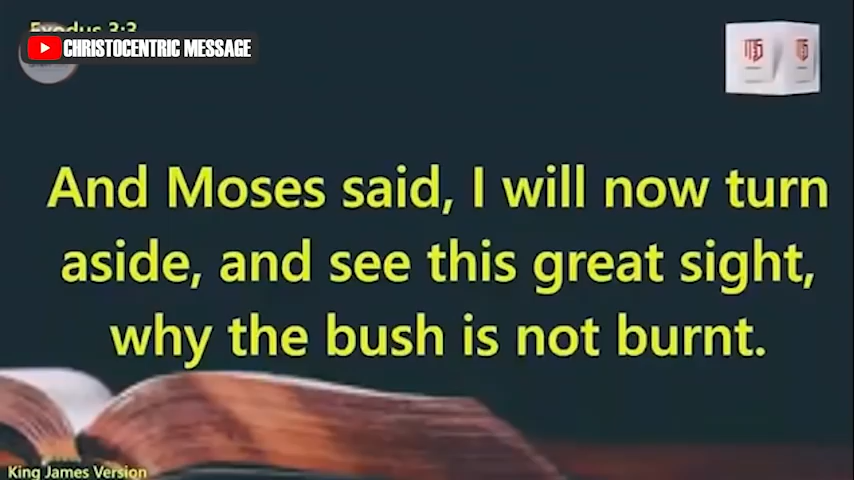 Exodus 3:3
CHRISTOCENTRIC MESSAGE
And Moses said, I will now turn
aside, and see this great sight,
why the bush is not burnt.
King James Version